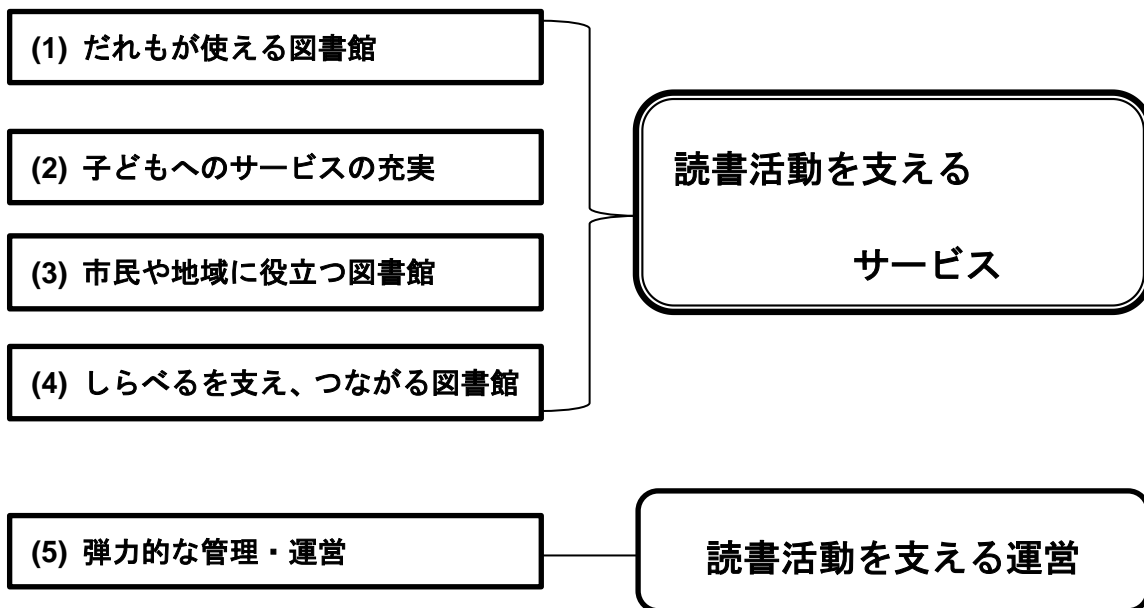 (1) だれもが使える図書館
(2) 子どもへのサービスの充実
(3) 市民や地域に役立つ図書館
(4) しらべるを支え、つながる図書館
読書活動を支える
サービス
(5) 弾力的な管理・運営
読書活動を支える運営